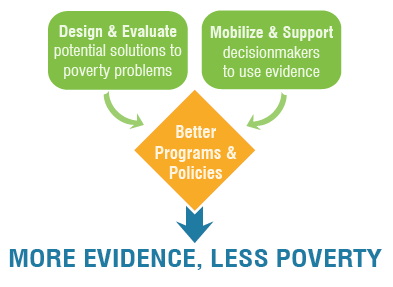 Design & Evaluate
potential solutions to
poverty problems
Mobilize & Support
decisionmakers
to use evidence
Better
Programs &
Policies
MORE EVIDENCE, LESS POVERTY